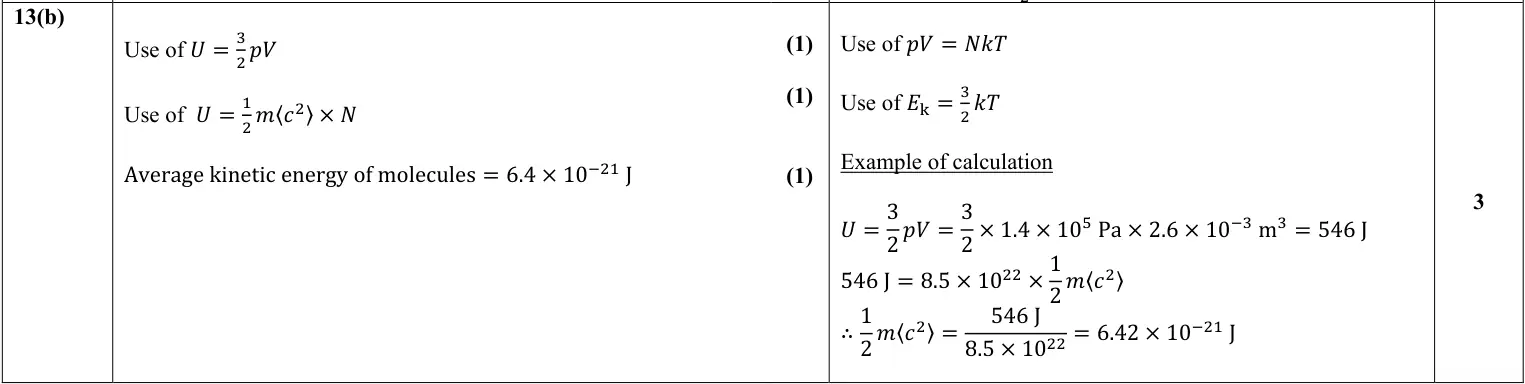 13(b)
Use of U = 3/2 pV (1)
Use of U = 1/2 m⟨c²⟩ × N (1)
Average kinetic energy of molecules = 6.4 × 10⁻²¹ J (1)
Use of pV = NkT
Use of Eₖ = 3/2 kT
Example of calculation
U = 3/2 pV = 3/2 × 1.4 × 10⁵ Pa × 2.6 × 10⁻³ m³ = 546 J
546 J = 8.5 × 10²² × 1/2 m⟨c²⟩
∴ 1/2 m⟨c²⟩ = 546 J / 8.5 × 10²² = 6.42 × 10⁻²¹ J
3